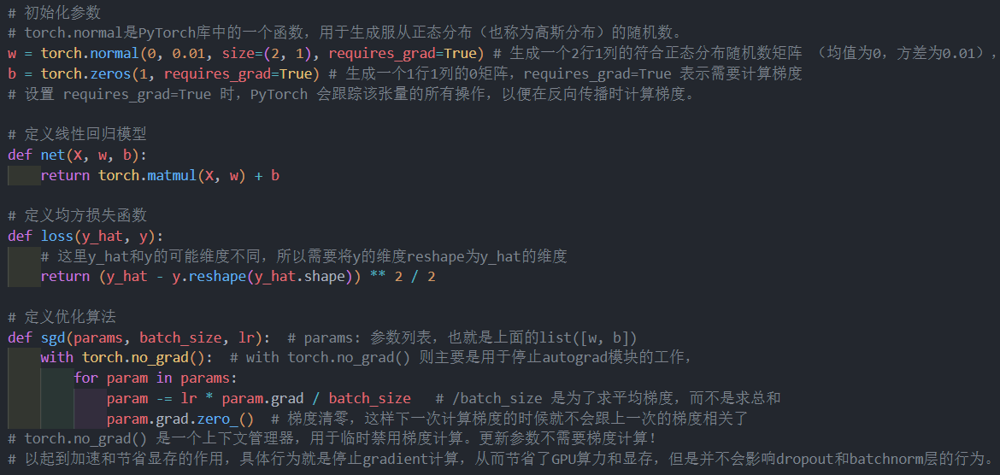 # 初始化参数
# torch.normal是PyTorch库中的一个函数，用于生成服从正态分布（也称为高斯分布）的随机数。
w = torch.normal(0, 0.01, size=(2, 1), requires_grad=True) # 生成一个2行1列的符合正态分布随机数矩阵 （均值为0，方差为0.01），
b = torch.zeros(1, requires_grad=True) # 生成一个1行1列的0矩阵，requires_grad=True 表示需要计算梯度
# 设置 requires_grad=True 时，PyTorch 会跟踪该张量的所有操作，以便在反向传播时计算梯度。

# 定义线性回归模型
def net(X, w, b):
    return torch.matmul(X, w) + b

# 定义均方损失函数
def loss(y_hat, y):
    # 这里y_hat和y的可能维度不同，所以需要将y的维度reshape为y_hat的维度
    return (y_hat - y.reshape(y_hat.shape)) ** 2 / 2

# 定义优化算法
def sgd(params, batch_size, lr):  # params: 参数列表，也就是上面的list([w, b])
    with torch.no_grad():  # with torch.no_grad() 则主要是用于停止autograd模块的工作，
        for param in params:
            param -= lr * param.grad / batch_size   # /batch_size 是为了求平均梯度，而不是求总和
            param.grad.zero_()  # 梯度清零，这样下一次计算梯度的时候就不会跟上一次的梯度相关了
# torch.no_grad() 是一个上下文管理器，用于临时禁用梯度计算。更新参数不需要梯度计算！
# 以起到加速和节省显存的作用，具体行为就是停止gradient计算，从而节省了GPU算力和显存，但是并不会影响dropout和batchnorm层的行为。